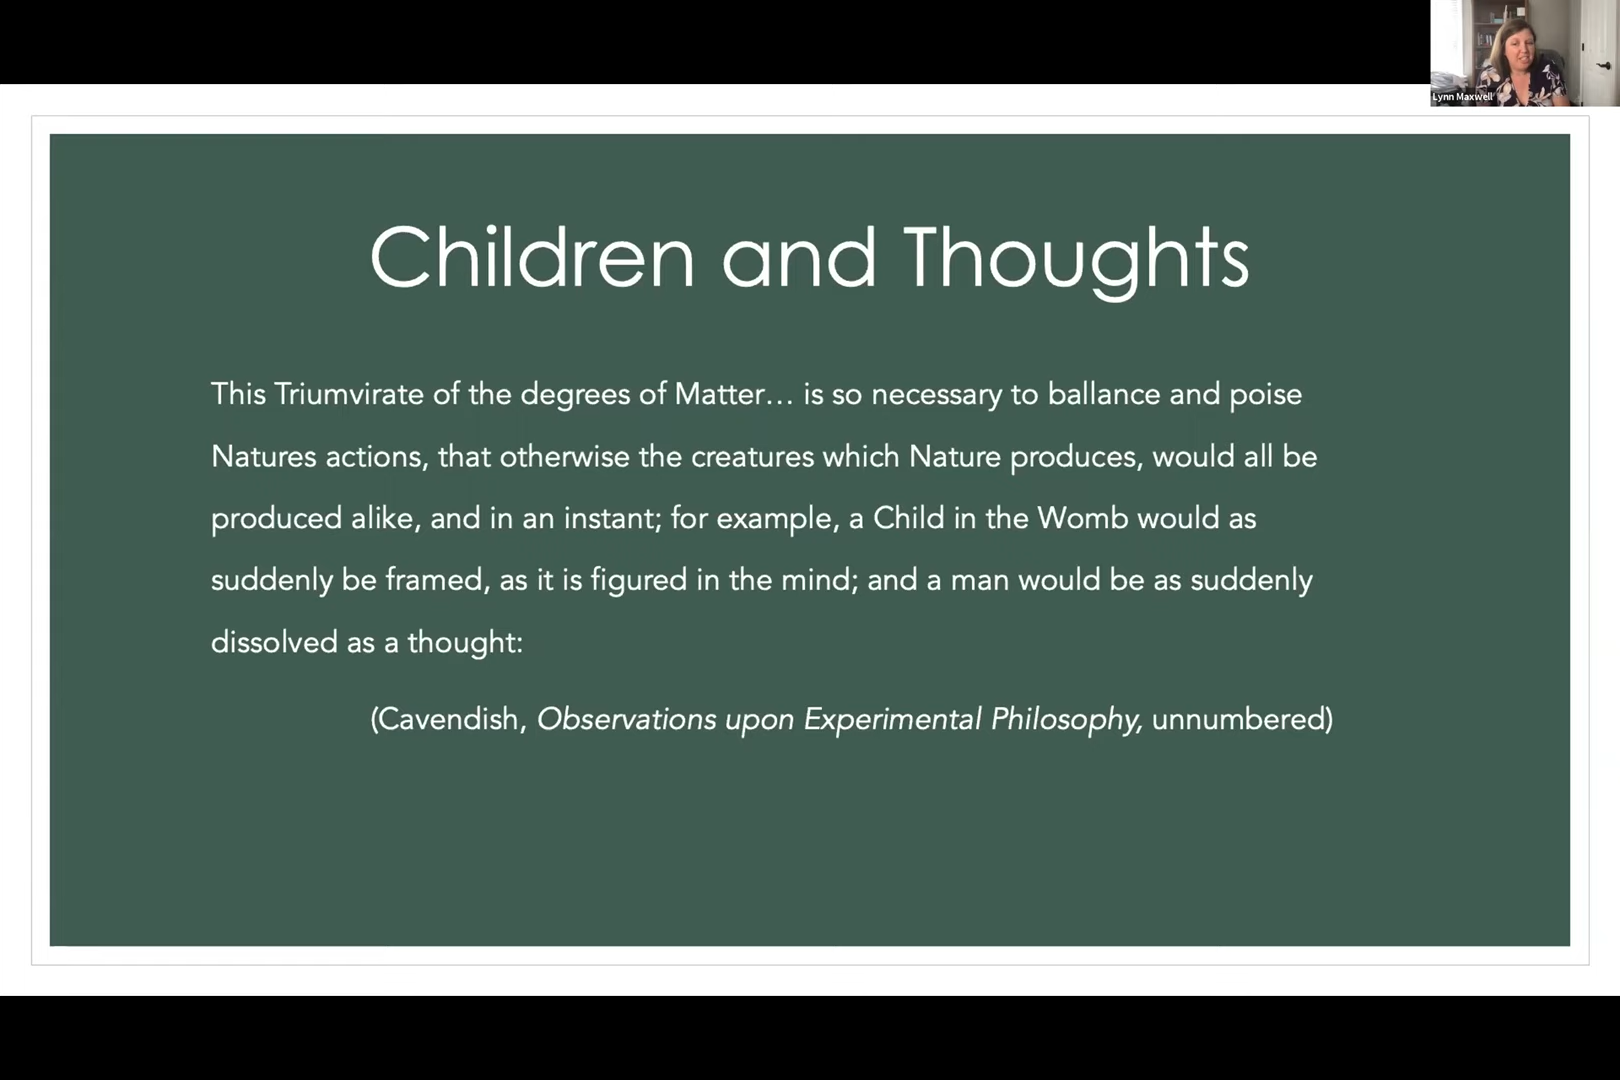 Lynn Maxwell
Children and Thoughts
This Triumvirate of the degrees of Matter… is so necessary to ballance and poise
Natures actions, that otherwise the creatures which Nature produces, would all be
produced alike, and in an instant; for example, a Child in the Womb would as
suddenly be framed, as it is figured in the mind; and a man would be as suddenly
dissolved as a thought:
(Cavendish, Observations upon Experimental Philosophy, unnumbered)